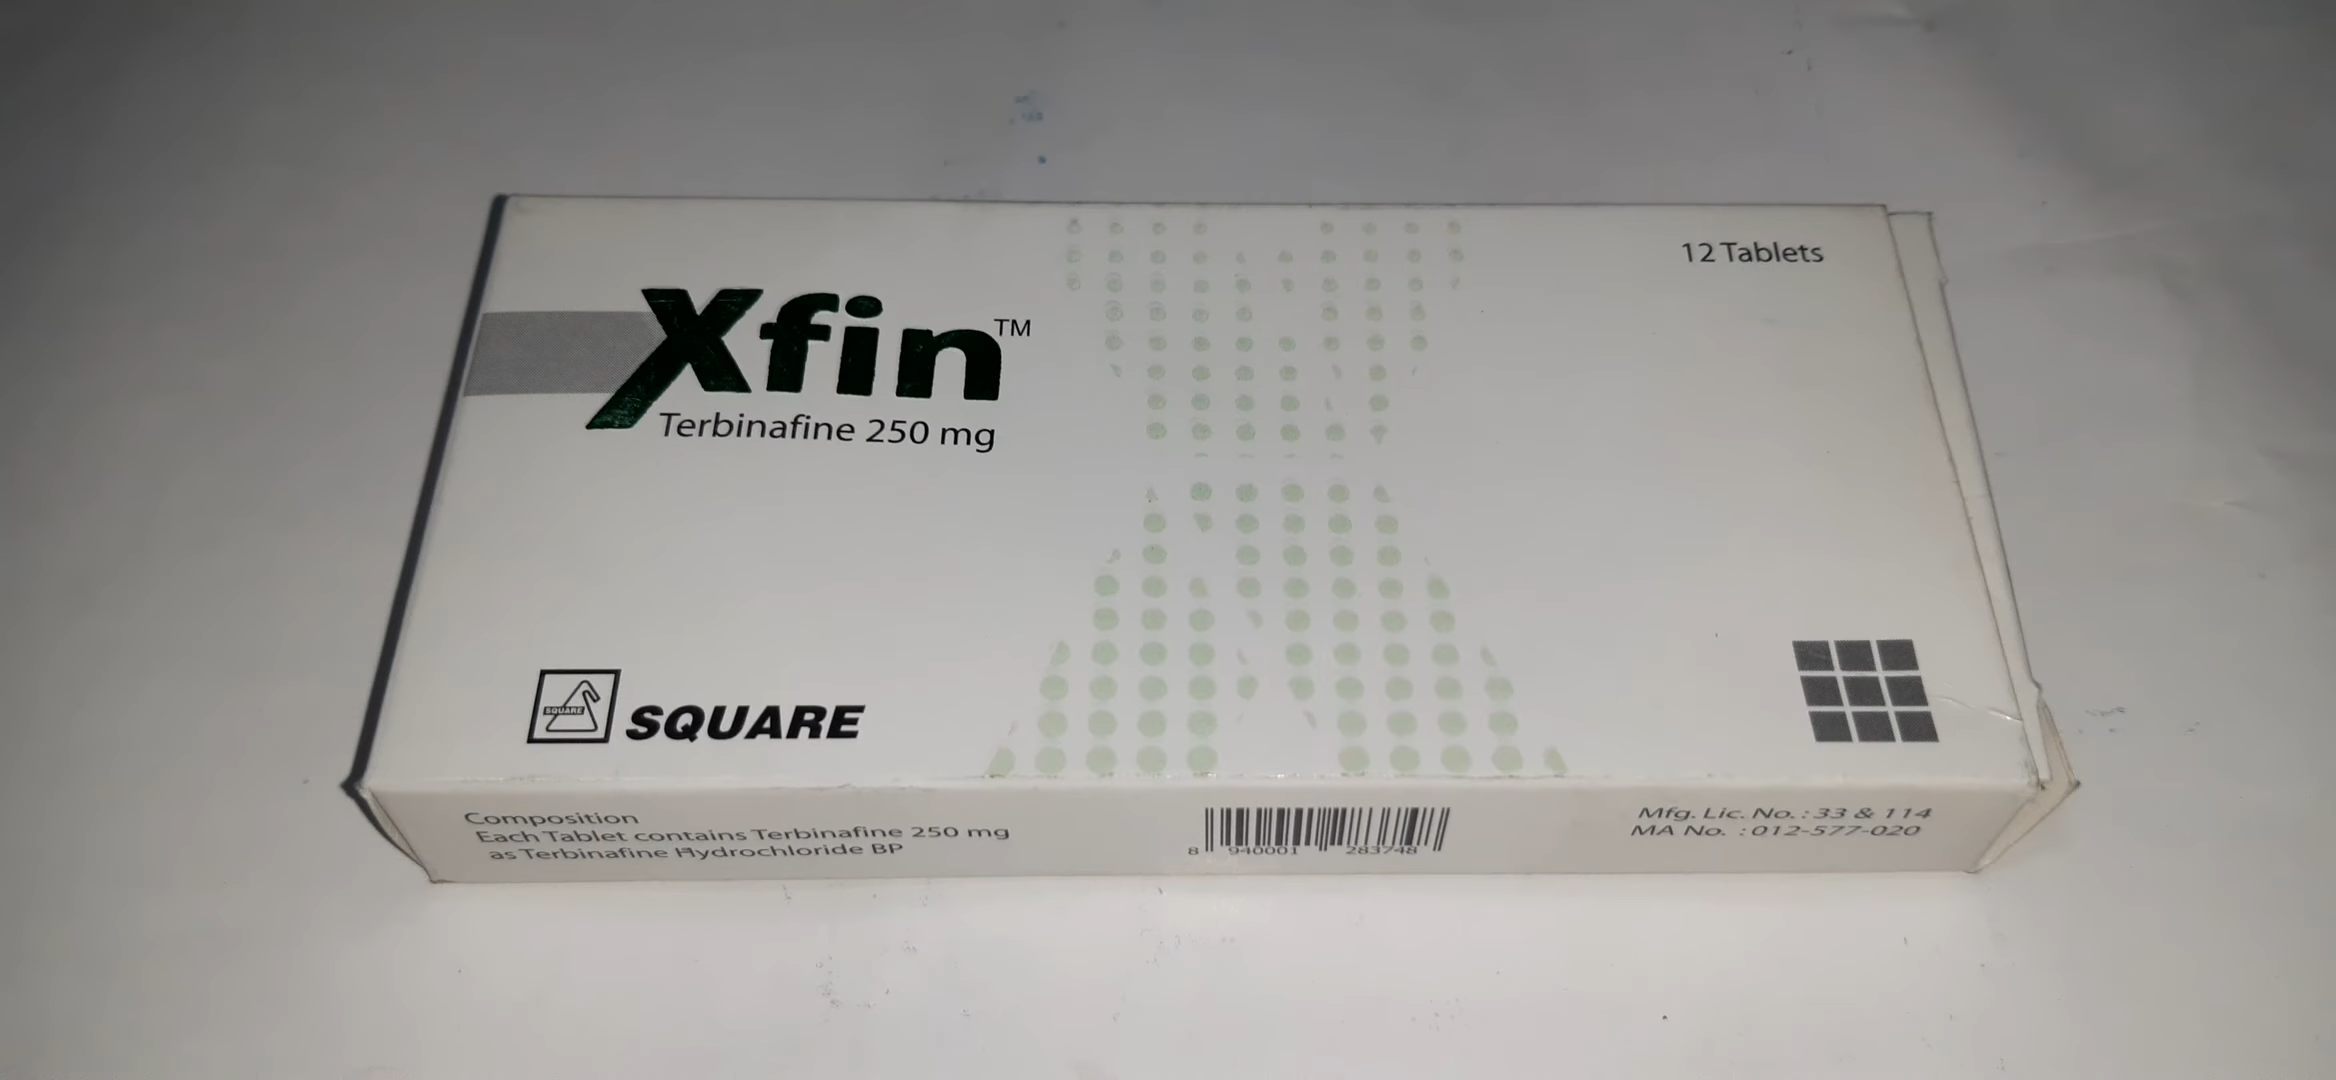 12 Tablets
Xfin™
Terbinafine 250 mg
SQUARE
SQUARE
Composition
Each Tablet contains Terbinafine 250 mg
as Terbinafine Hydrochloride BP
8 940001 283748
Mfg. Lic. No. : 33 & 114
MA No. : 012-577-020